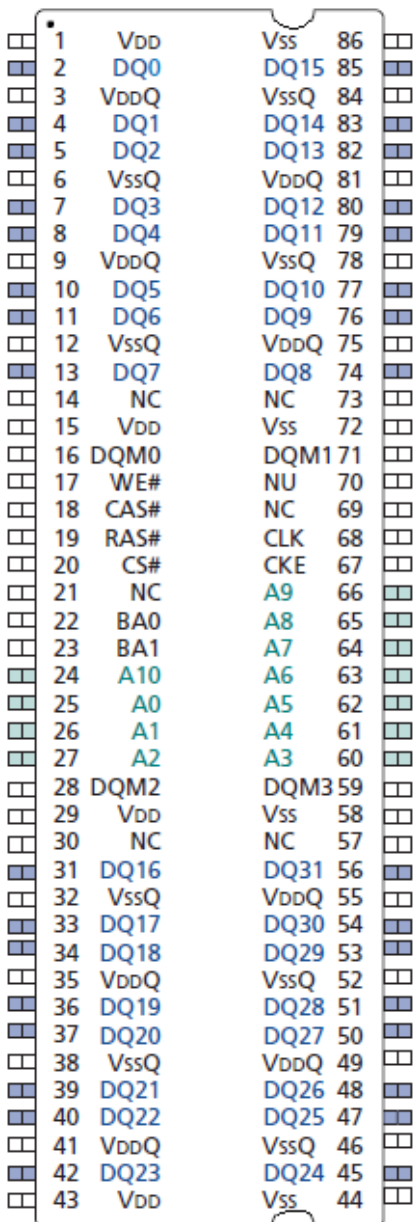 1 VDD VSS 86
2 DQ0 DQ15 85
3 VDDQ VSSQ 84
4 DQ1 DQ14 83
5 DQ2 DQ13 82
6 VSSQ VDDQ 81
7 DQ3 DQ12 80
8 DQ4 DQ11 79
9 VDDQ VSSQ 78
10 DQ5 DQ10 77
11 DQ6 DQ9 76
12 VSSQ VDDQ 75
13 DQ7 DQ8 74
14 NC NC 73
15 VDD VSS 72
16 DQM0 DQM1 71
17 WE# NU 70
18 CAS# NC 69
19 RAS# CLK 68
20 CS# CKE 67
21 NC A9 66
22 BA0 A8 65
23 BA1 A7 64
24 A10 A6 63
25 A0 A5 62
26 A1 A4 61
27 A2 A3 60
28 DQM2 DQM3 59
29 VDD VSS 58
30 NC NC 57
31 DQ16 DQ31 56
32 VSSQ VDDQ 55
33 DQ17 DQ30 54
34 DQ18 DQ29 53
35 VDDQ VSSQ 52
36 DQ19 DQ28 51
37 DQ20 DQ27 50
38 VSSQ VDDQ 49
39 DQ21 DQ26 48
40 DQ22 DQ25 47
41 VDDQ VSSQ 46
42 DQ23 DQ24 45
43 VDD VSS 44